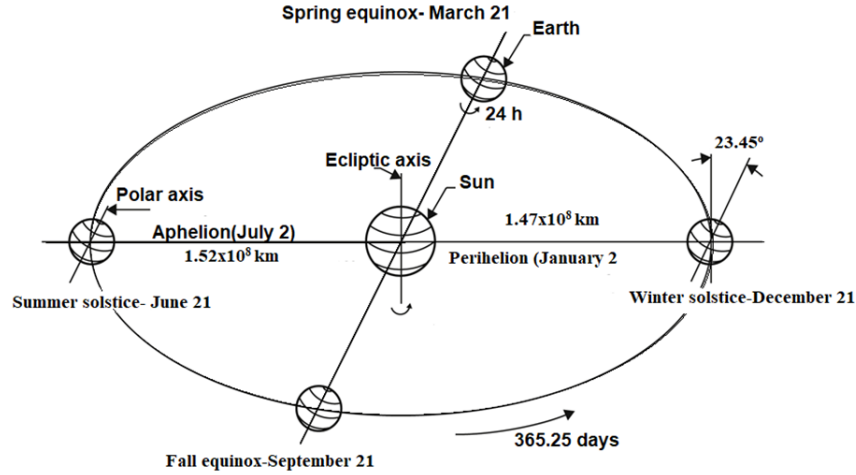 Spring equinox- March 21
Earth
24 h
23.45º
Ecliptic axis
Sun
Polar axis
1.47x10⁸ km
Aphelion(July 2)
1.52x10⁸ km
Perihelion (January 2
Summer solstice- June 21
Winter solstice-December 21
365.25 days
Fall equinox-September 21